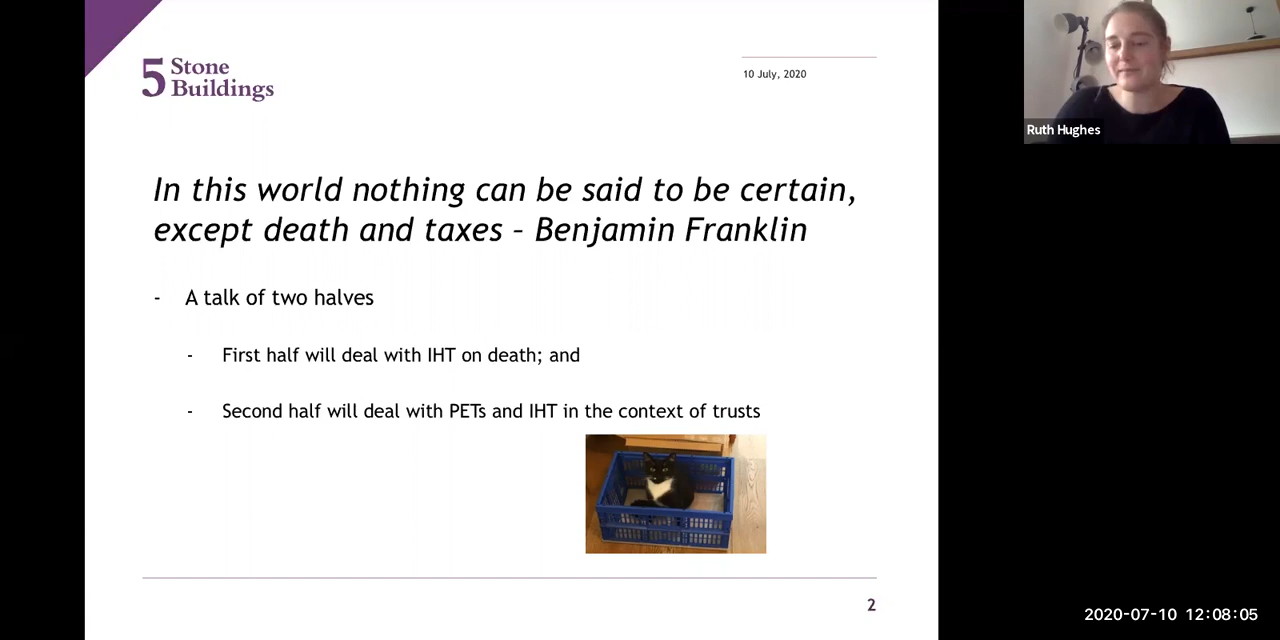 5 Stone
Buildings
10 July, 2020
Ruth Hughes
In this world nothing can be said to be certain,
except death and taxes – Benjamin Franklin
- A talk of two halves
- First half will deal with IHT on death; and
- Second half will deal with PETs and IHT in the context of trusts
2
2020-07-10 12:08:05